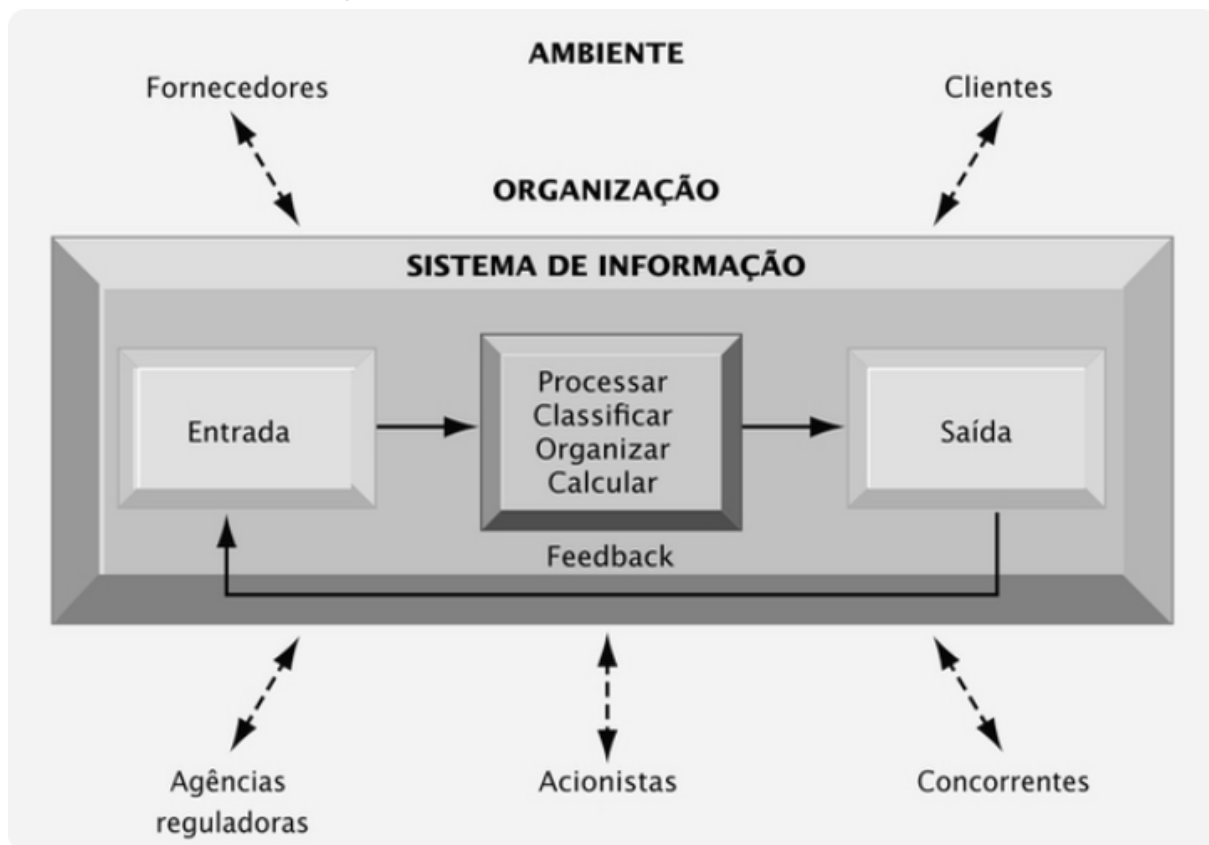 AMBIENTE
Fornecedores
Clientes
ORGANIZAÇÃO
SISTEMA DE INFORMAÇÃO
Entrada
Processar
Classificar
Organizar
Calcular
Saída
Feedback
Agências
reguladoras
Acionistas
Concorrentes